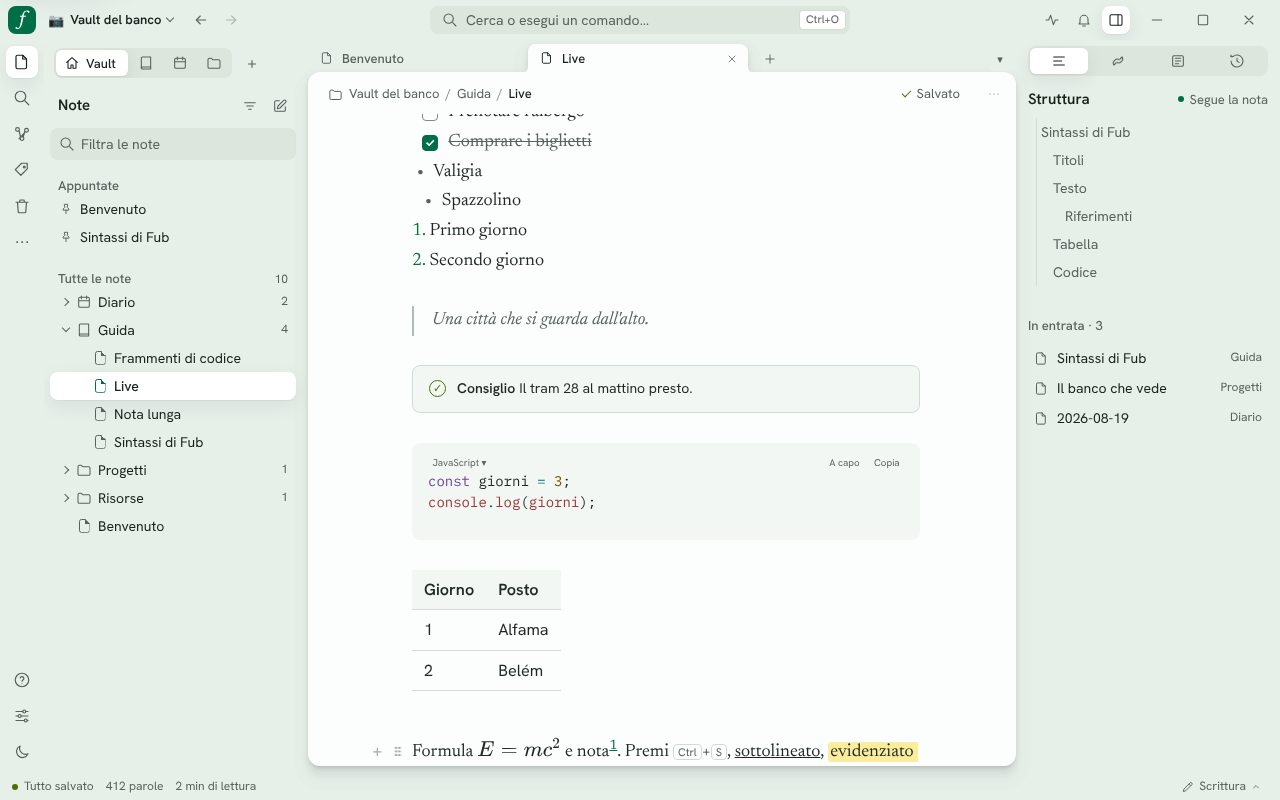 Vault del banco
Cerca o esegui un comando…
Ctrl+O
Vault
Note
Filtra le note
Appuntate
Benvenuto
Sintassi di Fub
Tutte le note 10
Diario 2
Guida 4
Frammenti di codice
Live
Nota lunga
Sintassi di Fub
Progetti 1
Risorse 1
Benvenuto
Benvenuto
Live
Vault del banco / Guida / Live
Salvato
Prenotare l'albergo
Comprare i biglietti
• Valigia
• Spazzolino
1. Primo giorno
2. Secondo giorno
Una città che si guarda dall'alto.
Consiglio Il tram 28 al mattino presto.
JavaScript ▾
A capo Copia
const giorni = 3;
console.log(giorni);
Giorno Posto
1 Alfama
2 Belém
Formula E = mc² e nota¹. Premi Ctrl+S, sottolineato, evidenziato
Struttura
Segue la nota
Sintassi di Fub
Titoli
Testo
Riferimenti
Tabella
Codice
In entrata · 3
Sintassi di Fub Guida
Il banco che vede Progetti
2026-08-19 Diario
Tutto salvato 412 parole 2 min di lettura
Scrittura